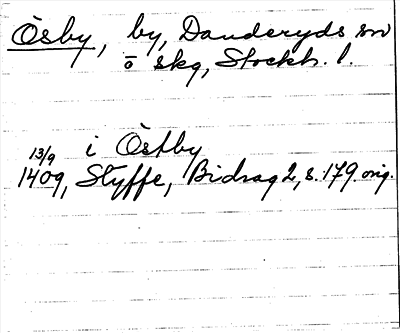 Ösby, by, Danderyds sn
o skg, Stockh. l.
i Östby
13/9 1409, Styffe, Bidrag 2, s. 179. orig.